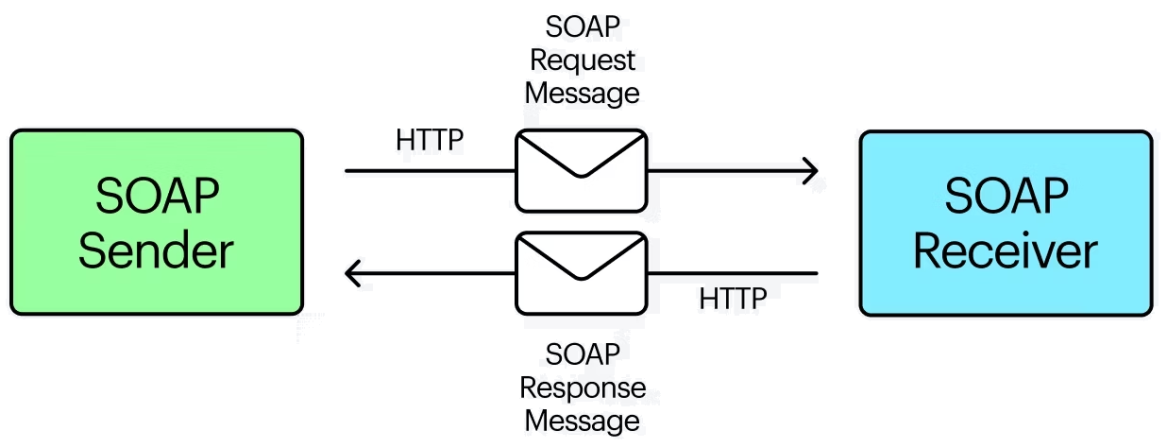 SOAP
Request
Message
HTTP
SOAP
Sender
SOAP
Receiver
HTTP
SOAP
Response
Message